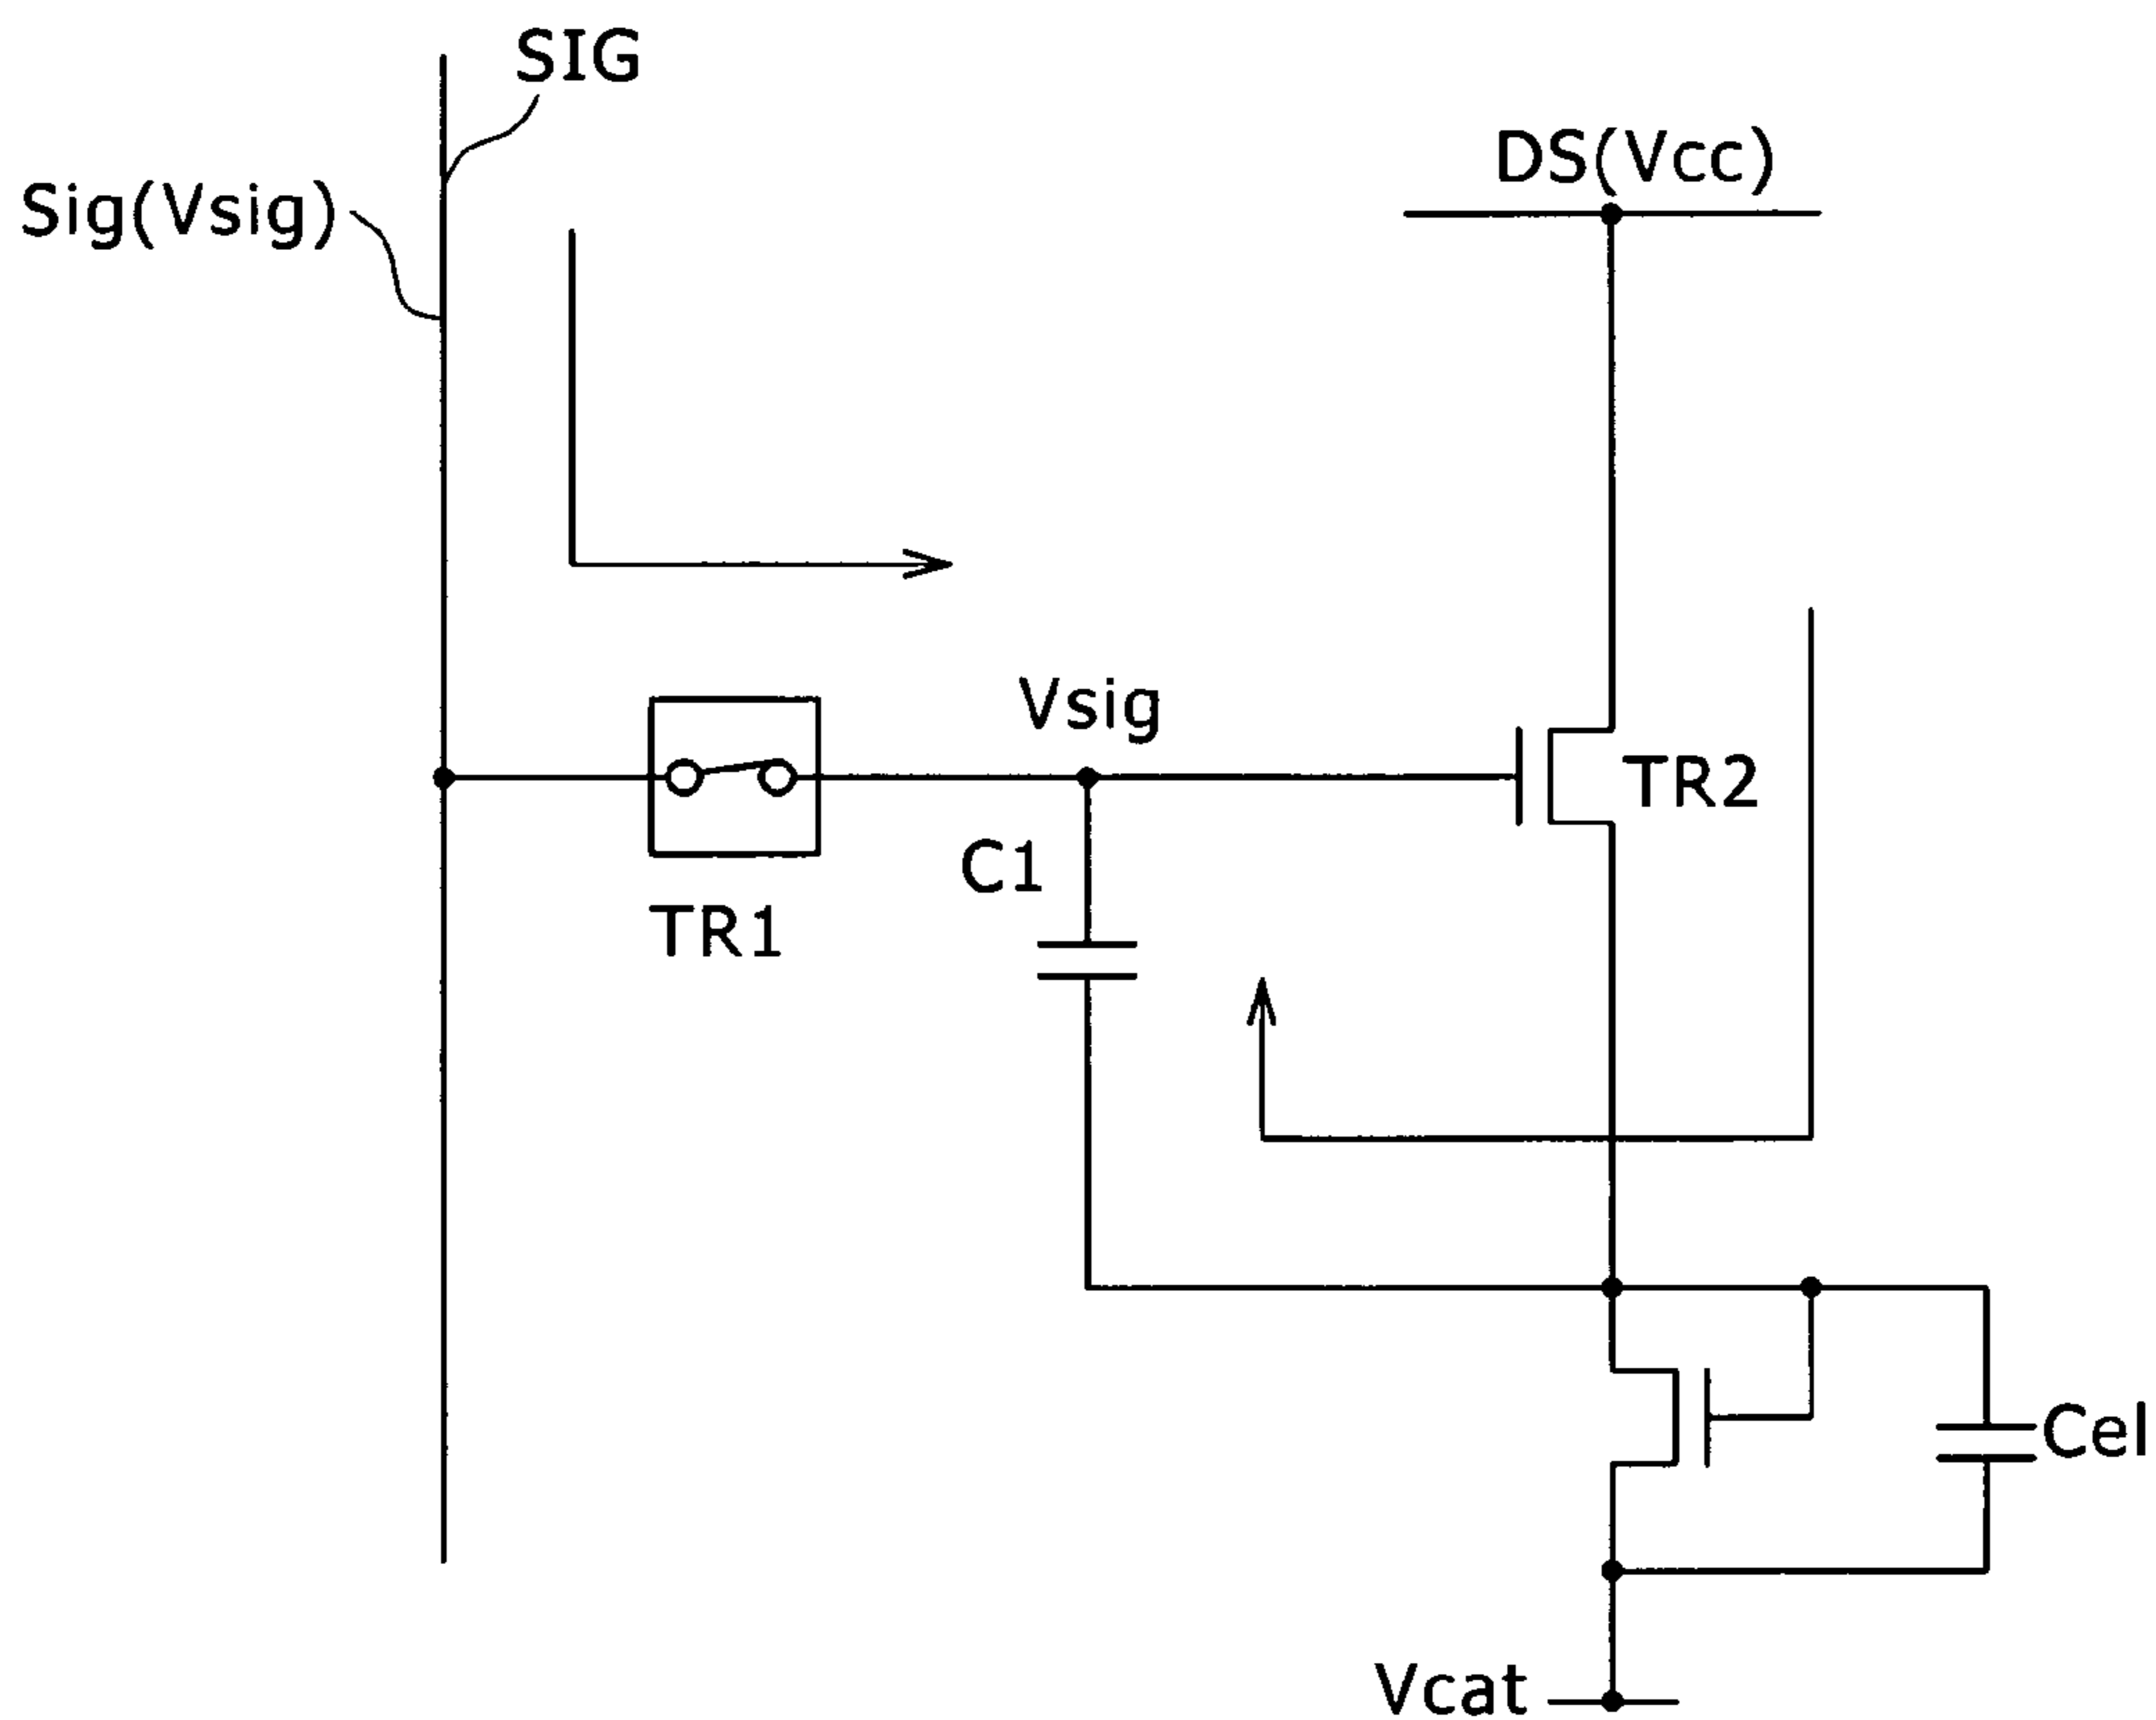 SIG
DS(Vcc)
Sig(Vsig)
Vsig
TR2
C1
TR1
Cel
Vcat